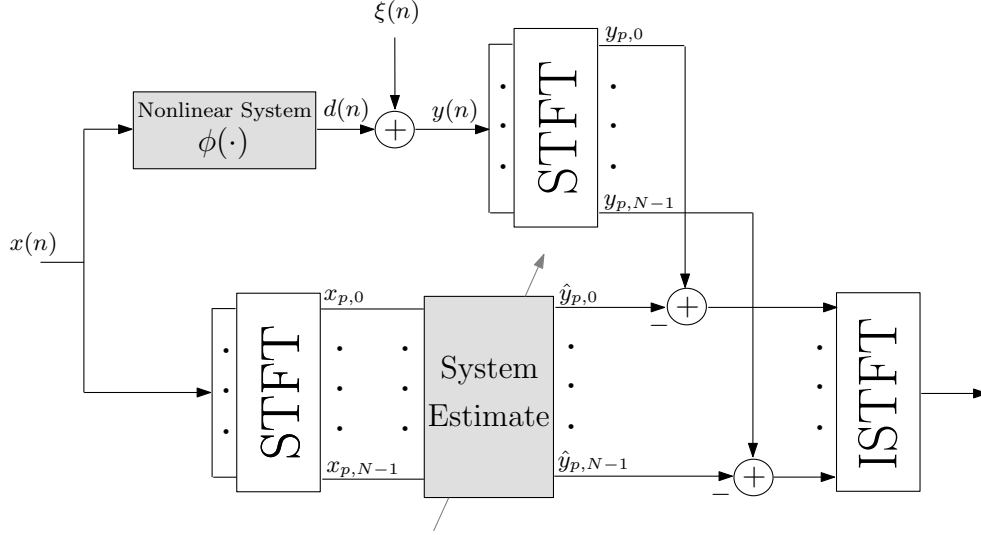 ξ(n)
y_{p,0}
Nonlinear System
ϕ(·)
d(n)
+
y(n)
STFT
y_{p,N−1}
x(n)
x_{p,0}
ŷ_{p,0}
−
+
STFT
System
Estimate
ISTFT
x_{p,N−1}
ŷ_{p,N−1}
−
+